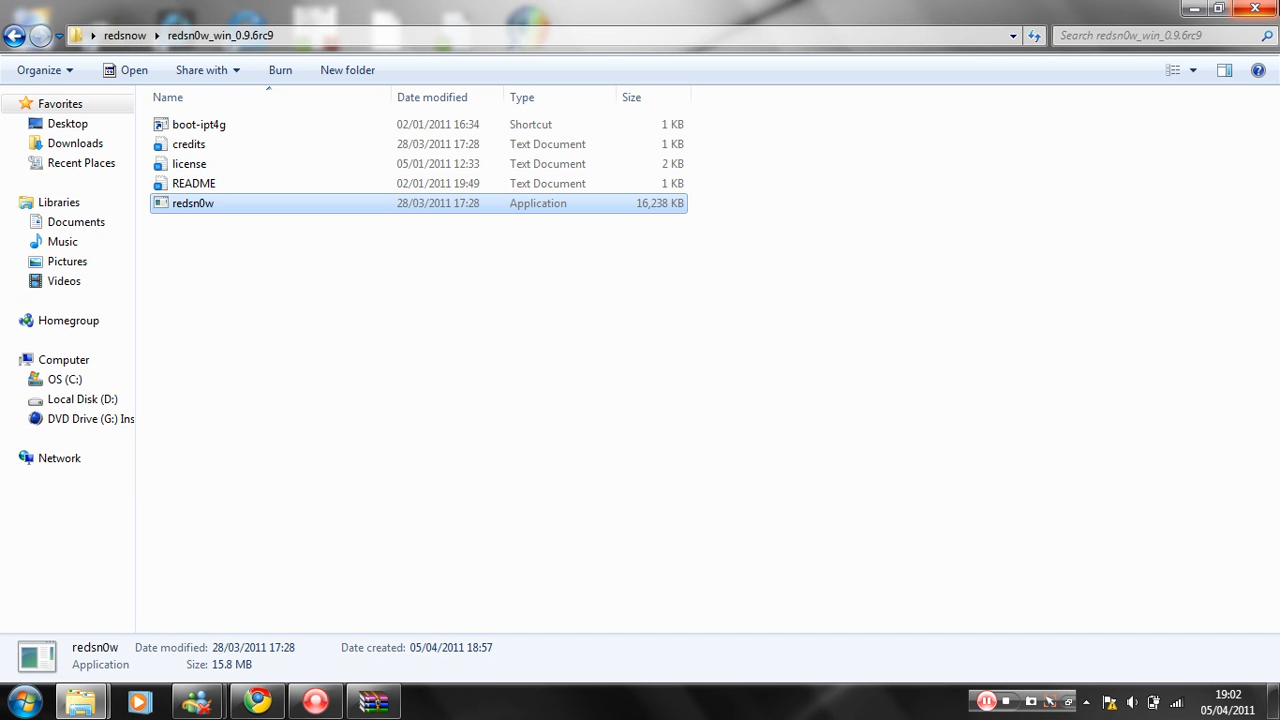 redsnow redsn0w_win_0.9.6rc9 Search redsn0w_win_0.9.6rc9
Organize Open Share with Burn New folder
Name Date modified Type Size
Favorites
Desktop
Downloads
Recent Places
Libraries
Documents
Music
Pictures
Videos
Homegroup
Computer
OS (C:)
Local Disk (D:)
DVD Drive (G:) Ins
Network
boot-ipt4g 02/01/2011 16:34 Shortcut 1 KB
credits 28/03/2011 17:28 Text Document 1 KB
license 05/01/2011 12:33 Text Document 2 KB
README 02/01/2011 19:49 Text Document 1 KB
redsn0w 28/03/2011 17:28 Application 16,238 KB
redsn0w Date modified: 28/03/2011 17:28 Date created: 05/04/2011 18:57
Application Size: 15.8 MB
19:02
05/04/2011